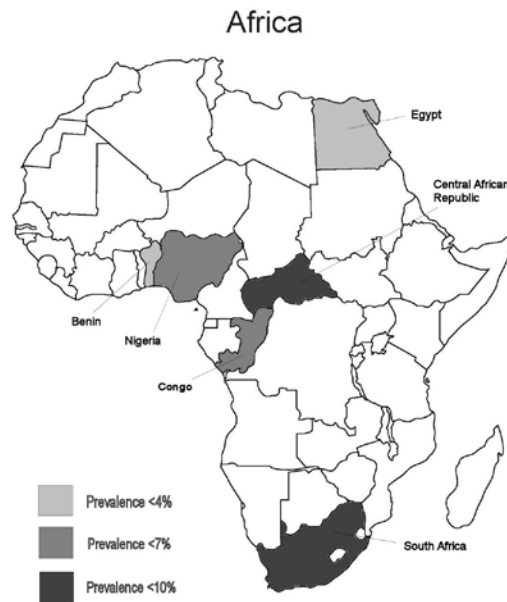 Africa
Egypt
Central African
Republic
Benin
Nigeria
Congo
South Africa
Prevalence <4%
Prevalence <7%
Prevalence <10%